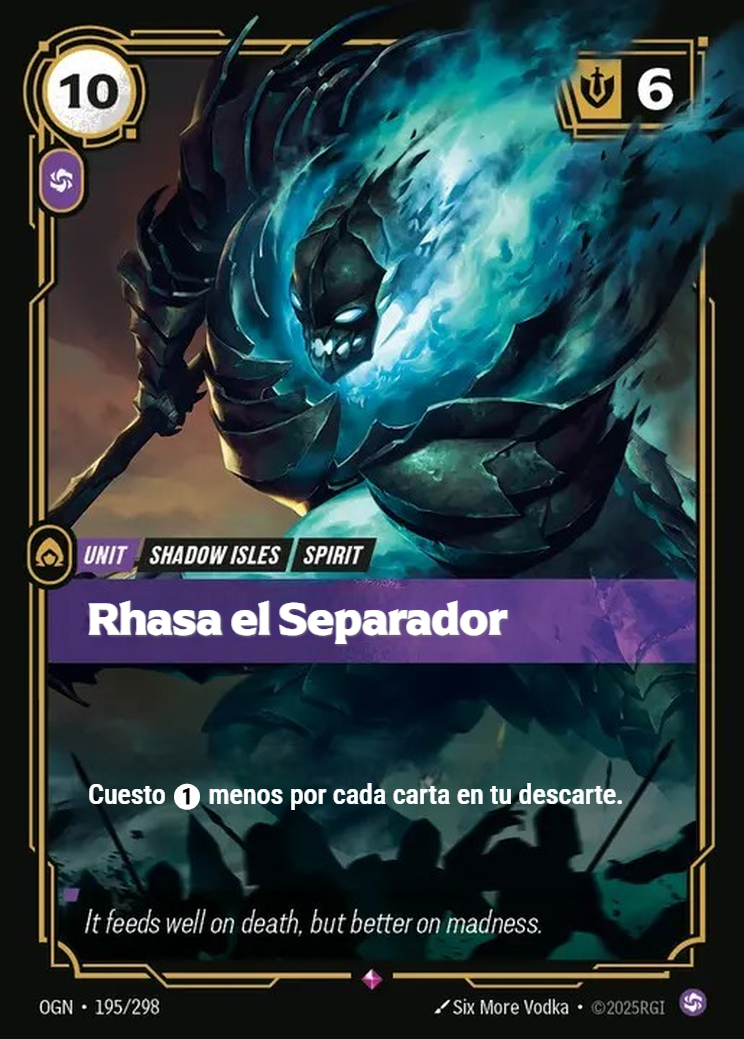 10
6
UNIT SHADOW ISLES SPIRIT
Rhasa el Separador
Cuesto 1 menos por cada carta en tu descarte.
It feeds well on death, but better on madness.
OGN • 195/298
Six More Vodka • ©2025RGI